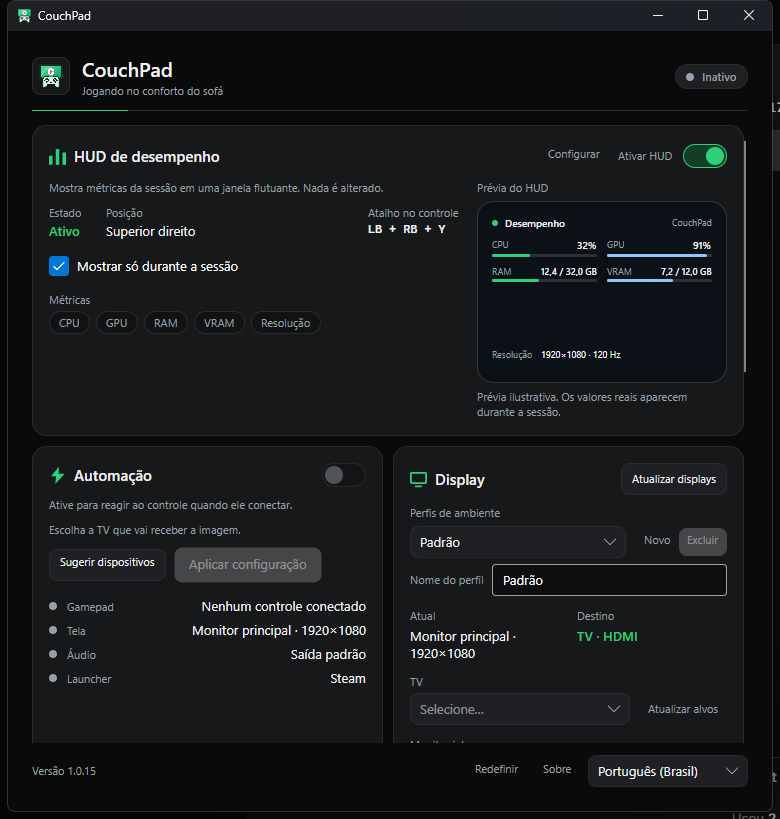 CouchPad
CouchPad
Jogando no conforto do sofá
Inativo
HUD de desempenho
Configurar
Ativar HUD
Mostra métricas da sessão em uma janela flutuante. Nada é alterado.
Estado
Ativo
Posição
Superior direito
Atalho no controle
LB + RB + Y
Mostrar só durante a sessão
Métricas
CPU
GPU
RAM
VRAM
Resolução
Prévia do HUD
Desempenho
CouchPad
CPU 32%
GPU 91%
RAM 12,4 / 32,0 GB
VRAM 7,2 / 12,0 GB
Resolução 1920×1080 · 120 Hz
Prévia ilustrativa. Os valores reais aparecem
durante a sessão.
Automação
Ative para reagir ao controle quando ele conectar.
Escolha a TV que vai receber a imagem.
Sugerir dispositivos
Aplicar configuração
Gamepad Nenhum controle conectado
Tela Monitor principal · 1920×1080
Áudio Saída padrão
Launcher Steam
Display
Atualizar displays
Perfis de ambiente
Padrão
Novo
Excluir
Nome do perfil
Padrão
Atual
Monitor principal ·
1920×1080
Destino
TV · HDMI
TV
Selecione...
Atualizar alvos
Versão 1.0.15
Redefinir
Sobre
Português (Brasil)